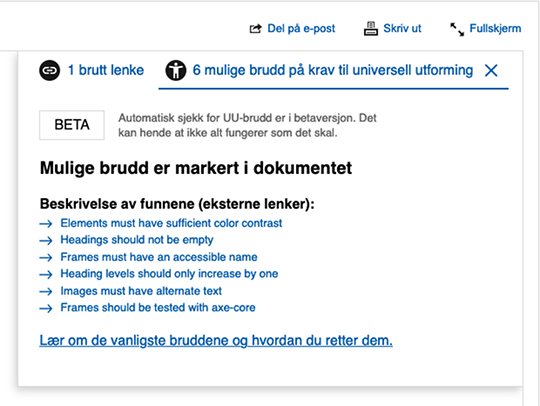 Del på e-post Skriv ut Fullskjerm
1 brutt lenke 6 mulige brudd på krav til universell utforming
BETA
Automatisk sjekk for UU-brudd er i betaversjon. Det
kan hende at ikke alt fungerer som det skal.
Mulige brudd er markert i dokumentet
Beskrivelse av funnene (eksterne lenker):
Elements must have sufficient color contrast
Headings should not be empty
Frames must have an accessible name
Heading levels should only increase by one
Images must have alternate text
Frames should be tested with axe-core
Lær om de vanligste bruddene og hvordan du retter dem.